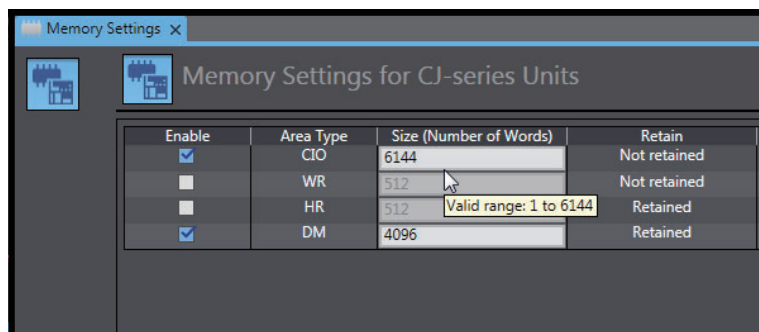 Memory Settings x
Memory Settings for CJ-series Units
Enable Area Type Size (Number of Words) Retain
CIO 6144 Not retained
WR 512 Not retained
HR 512 Valid range: 1 to 6144 Retained
DM 4096 Retained